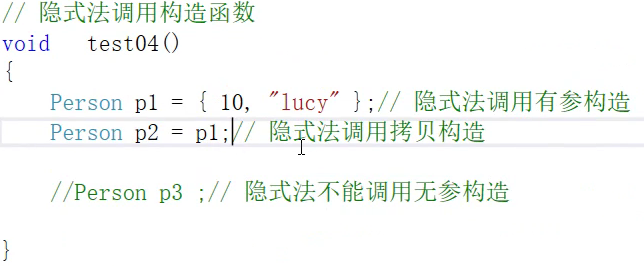 // 隐式法调用构造函数
void   test04()
{
    Person p1 = { 10, "lucy" };// 隐式法调用有参构造
    Person p2 = p1;// 隐式法调用拷贝构造
    //Person p3 ;// 隐式法不能调用无参构造
}